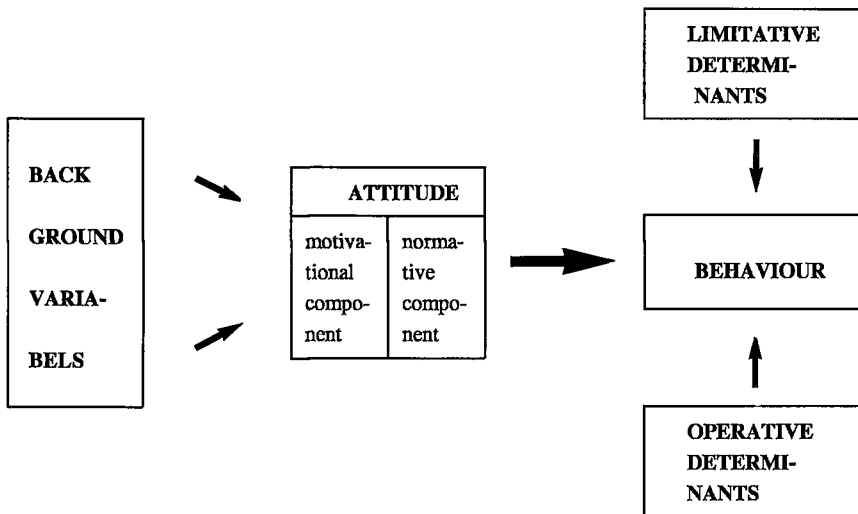 BACK
GROUND
VARIA-
BELS
ATTITUDE
motiva-
tional
compo-
nent
norma-
tive
compo-
nent
LIMITATIVE
DETERMI-
NANTS
BEHAVIOUR
OPERATIVE
DETERMI-
NANTS